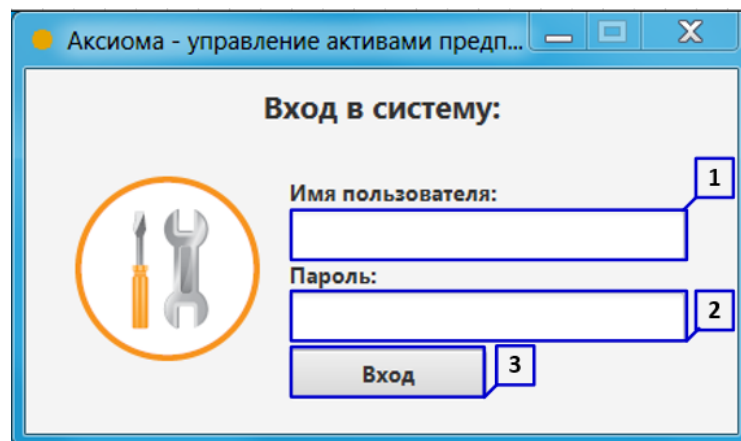 Аксиома - управление активами предп...
Вход в систему:
1
Имя пользователя:
Пароль:
2
Вход
3